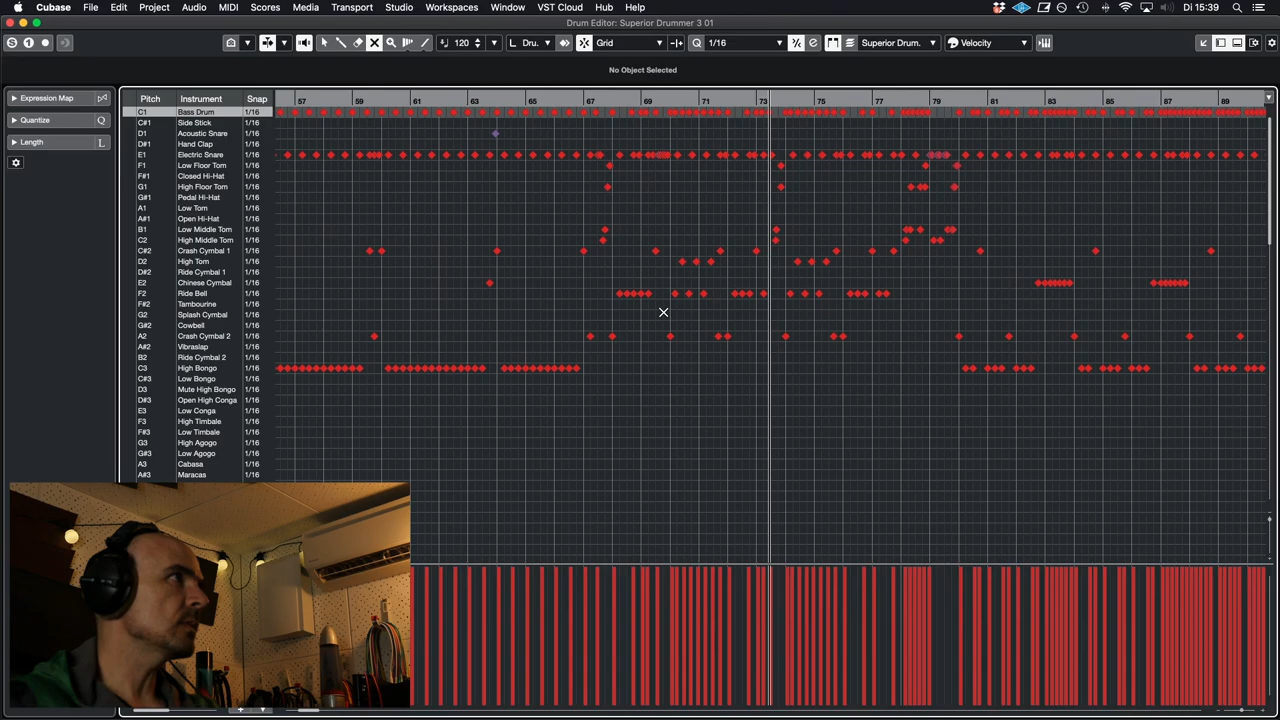 Cubase File Edit Project Audio MIDI Scores Media Transport Studio Workspaces Window VST Cloud Hub Help Di 15:39
Drum Editor: Superior Drummer 3 01
120 L Dru. Grid Q 1/16 Superior Drum. Velocity
No Object Selected
Expression Map
Quantize Q
Length L
Pitch Instrument Snap 57 59 61 63 65 67 69 71 73 75 77 79 81 83 85 87 89
C1 Bass Drum 1/16
C#1 Side Stick 1/16
D1 Acoustic Snare 1/16
D#1 Hand Clap 1/16
E1 Electric Snare 1/16
F1 Low Floor Tom 1/16
F#1 Closed Hi-Hat 1/16
G1 High Floor Tom 1/16
G#1 Pedal Hi-Hat 1/16
A1 Low Tom 1/16
A#1 Open Hi-Hat 1/16
B1 Low Middle Tom 1/16
C2 High Middle Tom 1/16
C#2 Crash Cymbal 1 1/16
D2 High Tom 1/16
D#2 Ride Cymbal 1 1/16
E2 Chinese Cymbal 1/16
F2 Ride Bell 1/16
F#2 Tambourine 1/16
G2 Splash Cymbal 1/16
G#2 Cowbell 1/16
A2 Crash Cymbal 2 1/16
A#2 Vibraslap 1/16
B2 Ride Cymbal 2 1/16
C3 High Bongo 1/16
C#3 Low Bongo 1/16
D3 Mute High Bongo 1/16
D#3 Open High Conga 1/16
E3 Low Conga 1/16
F3 High Timbale 1/16
F#3 Low Timbale 1/16
G3 High Agogo 1/16
G#3 Low Agogo 1/16
A3 Cabasa 1/16
A#3 Maracas 1/16